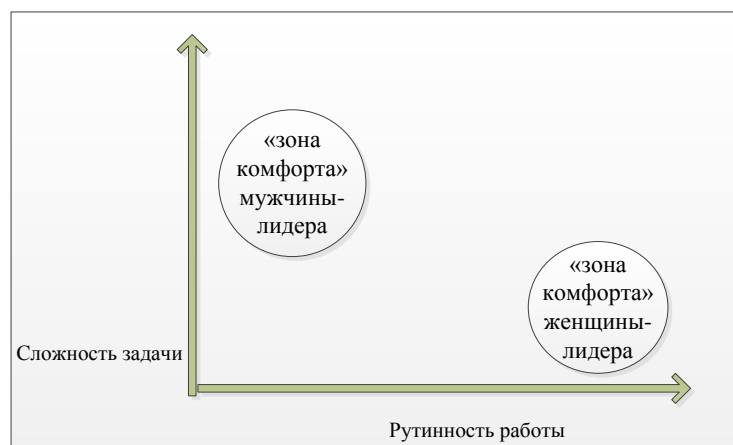 «зона
комфорта»
мужчины-
лидера
«зона
комфорта»
женщины-
лидера
Сложность задачи
Рутинность работы